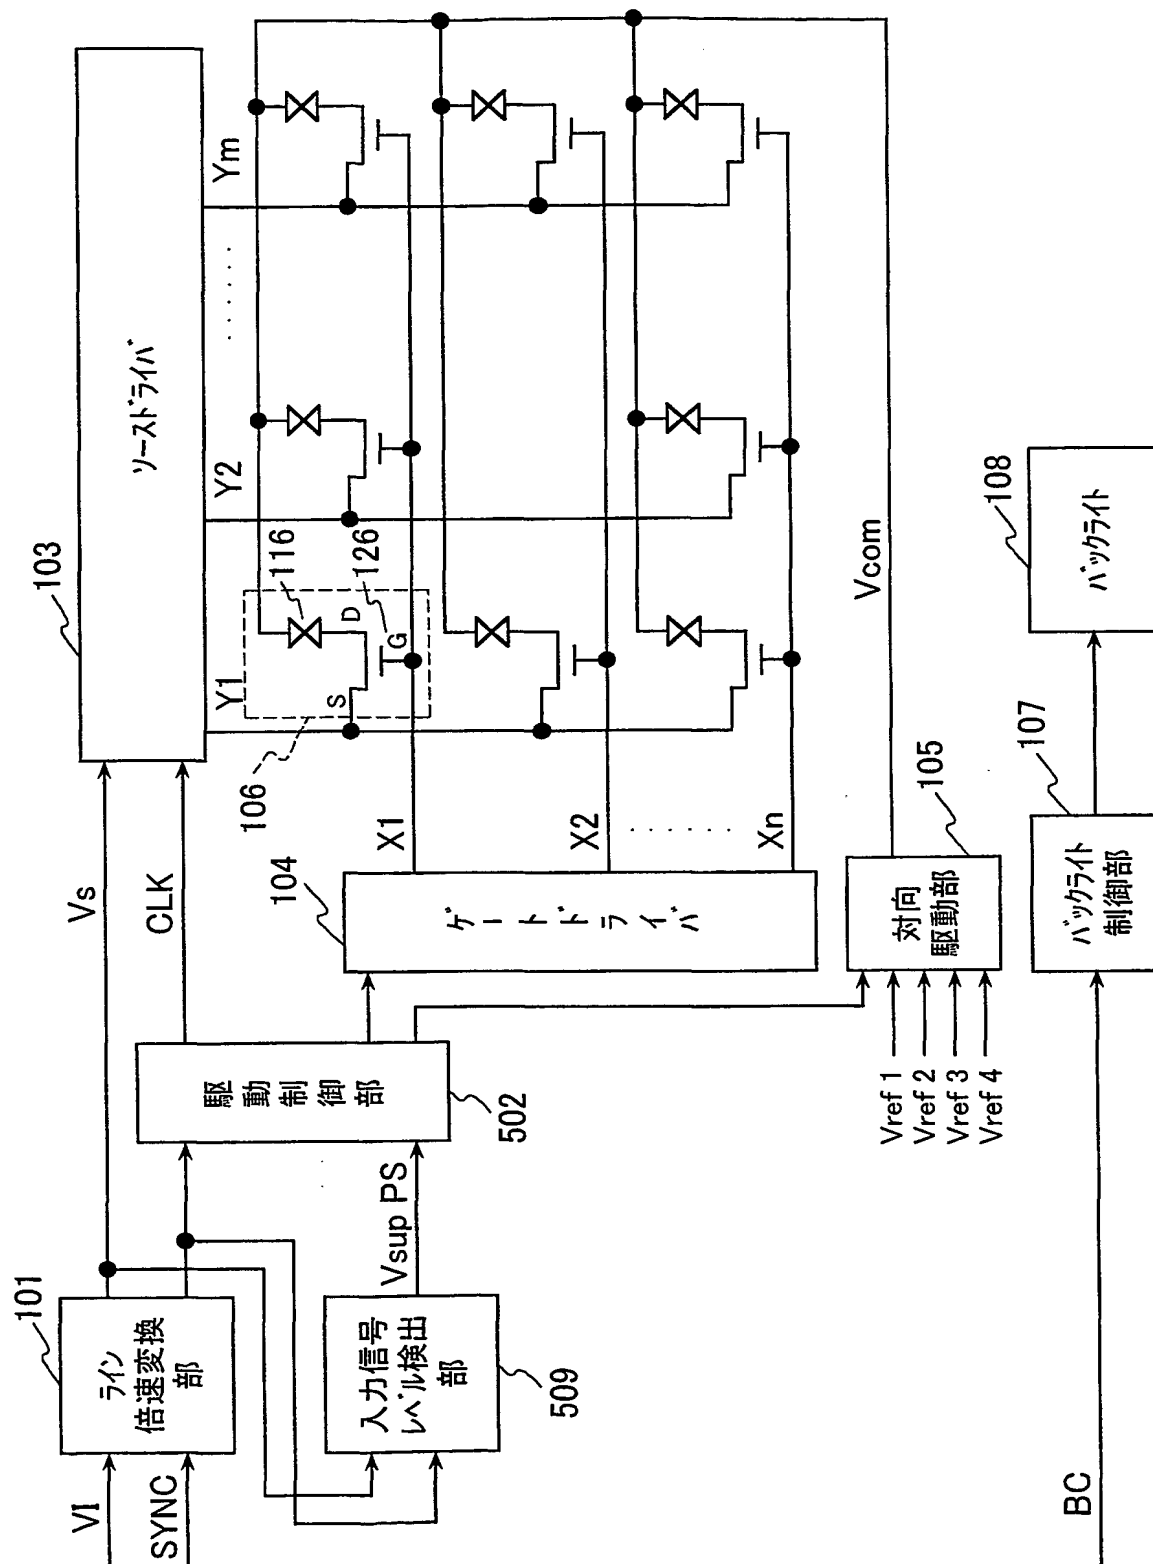 VI
SYNC
101
ライン
倍速変換
部
Vs
CLK
入力信号
レベル検出
部
509
Vsup PS
駆動制御部
502
103
ソースドライバ
Y1
Y2
・・・・・・
Ym
106
116
126
S
D
G
104
ゲートドライバ
X1
X2
・・・・・・
Xn
105
対向
駆動部
Vref 1
Vref 2
Vref 3
Vref 4
Vcom
BC
107
バックライト
制御部
108
バックライト